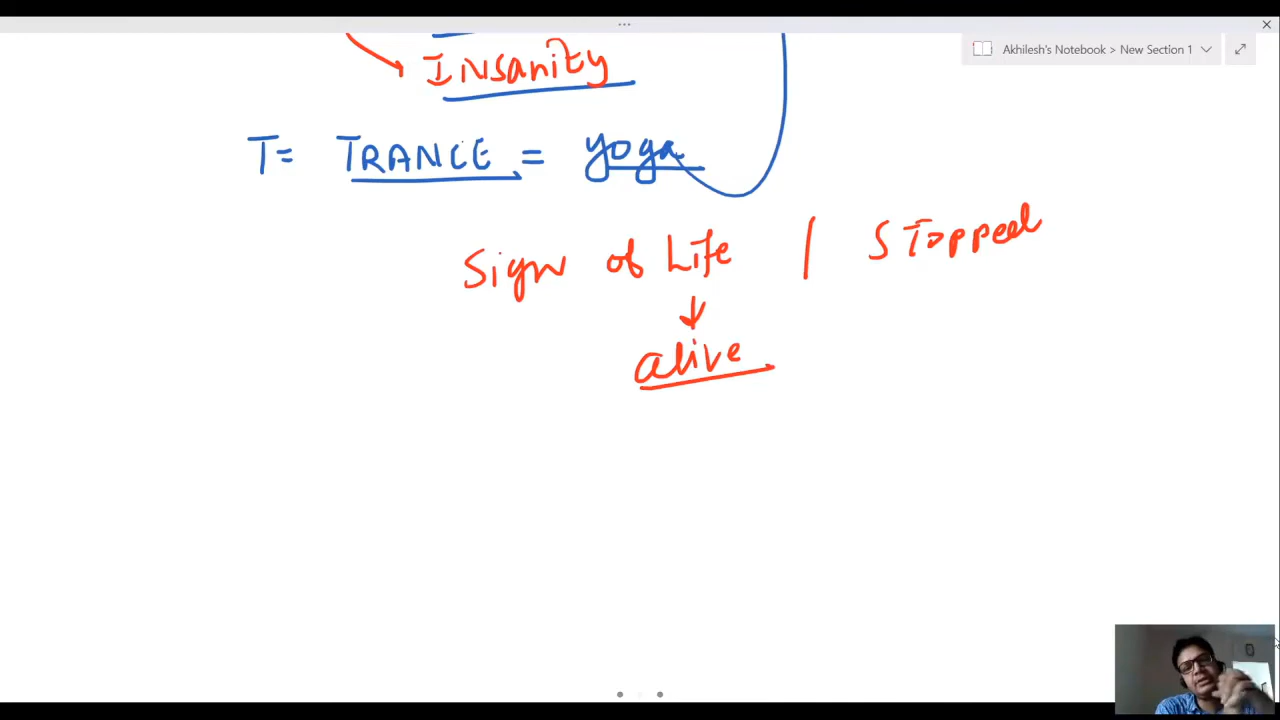 Akhilesh's Notebook > New Section 1
Insanity
T= TRANCE = yoga
Sign of Life / Stopped
alive